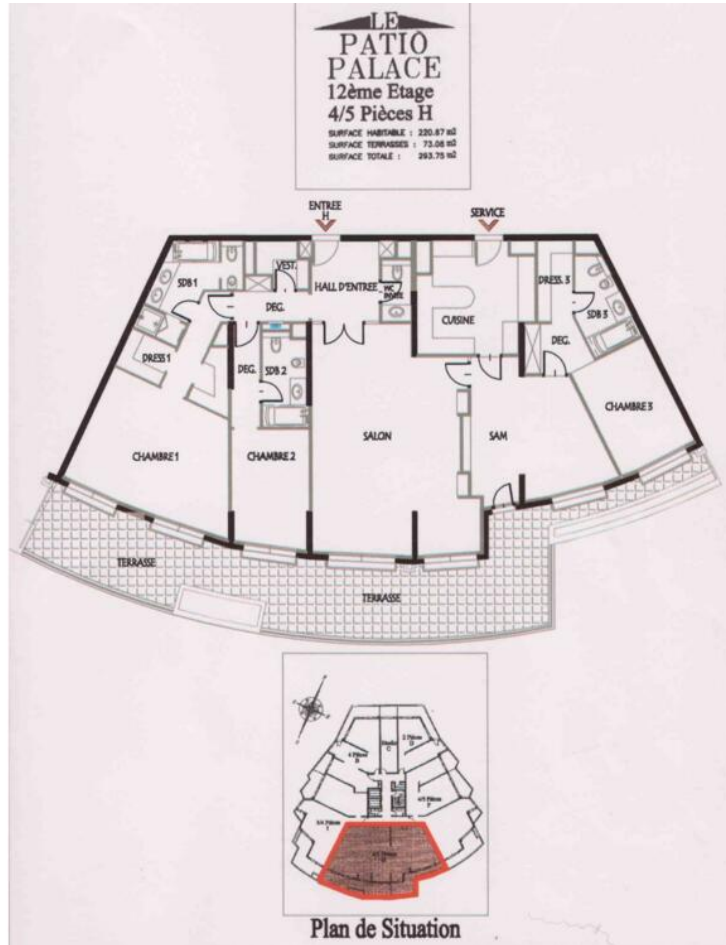 LE
PATIO
PALACE
12ème Etage
4/5 Pièces H
SURFACE HABITABLE : 220.67 m2
SURFACE TERRASSES : 73.08 m2
SURFACE TOTALE : 293.75 m2
ENTREE
H
SERVICE
SDB 1
VEST.
HALL D'ENTREE
WC
INVITE
CUISINE
DRESS. 3
SDB 3
DEG.
DRESS 1
DEG.
SDB 2
DEG.
CHAMBRE 1
CHAMBRE 2
SALON
SAM
CHAMBRE 3
TERRASSE
TERRASSE
Plan de Situation